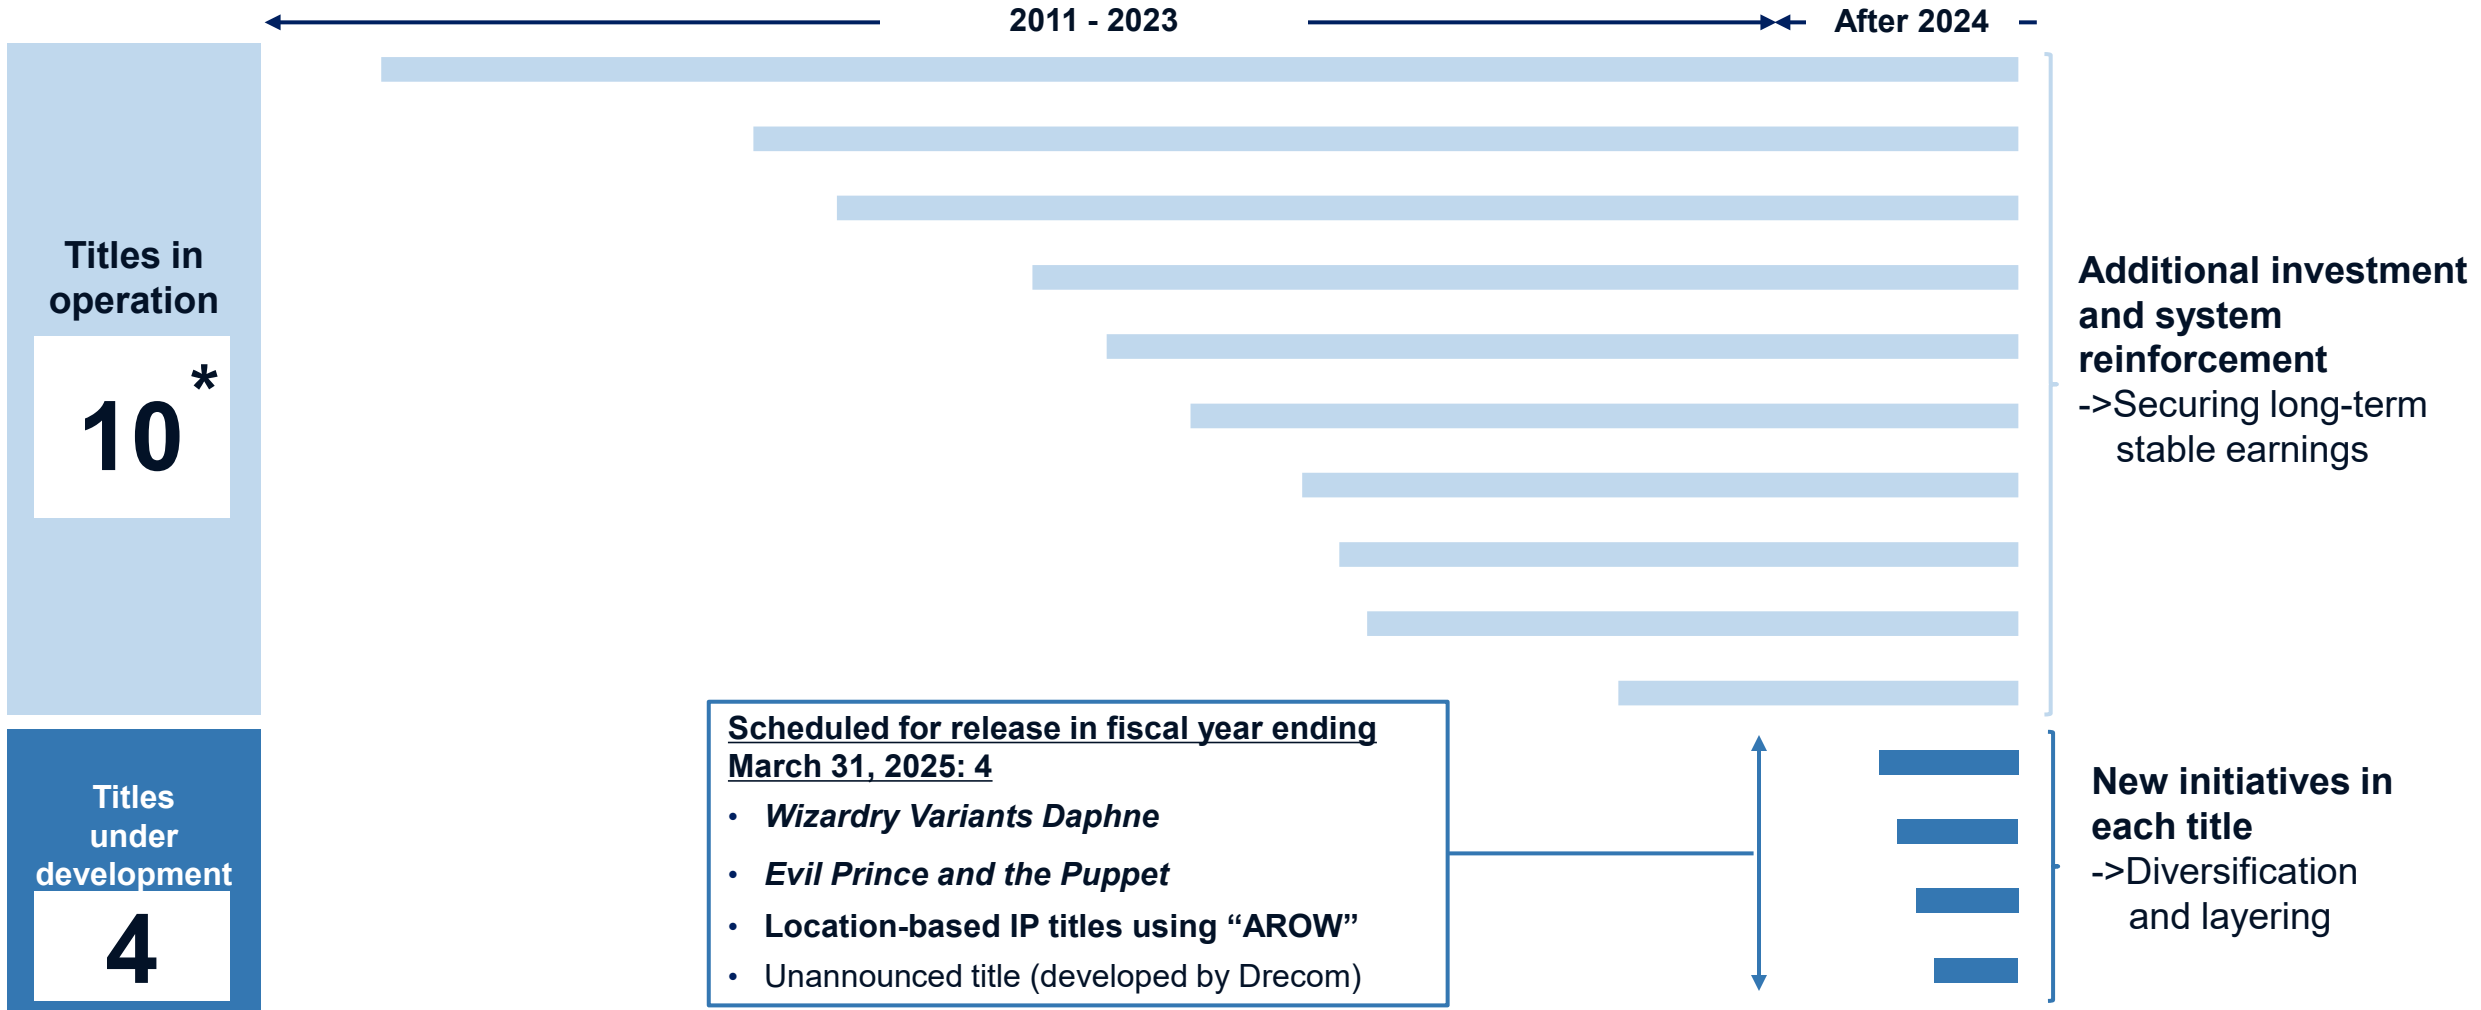 2011 - 2023
After 2024
Titles in
operation
10*
Additional investment
and system
reinforcement
->Securing long-term
stable earnings
Scheduled for release in fiscal year ending
March 31, 2025: 4
• Wizardry Variants Daphne
• Evil Prince and the Puppet
• Location-based IP titles using “AROW”
• Unannounced title (developed by Drecom)
Titles
under
development
4
New initiatives in
each title
->Diversification
and layering